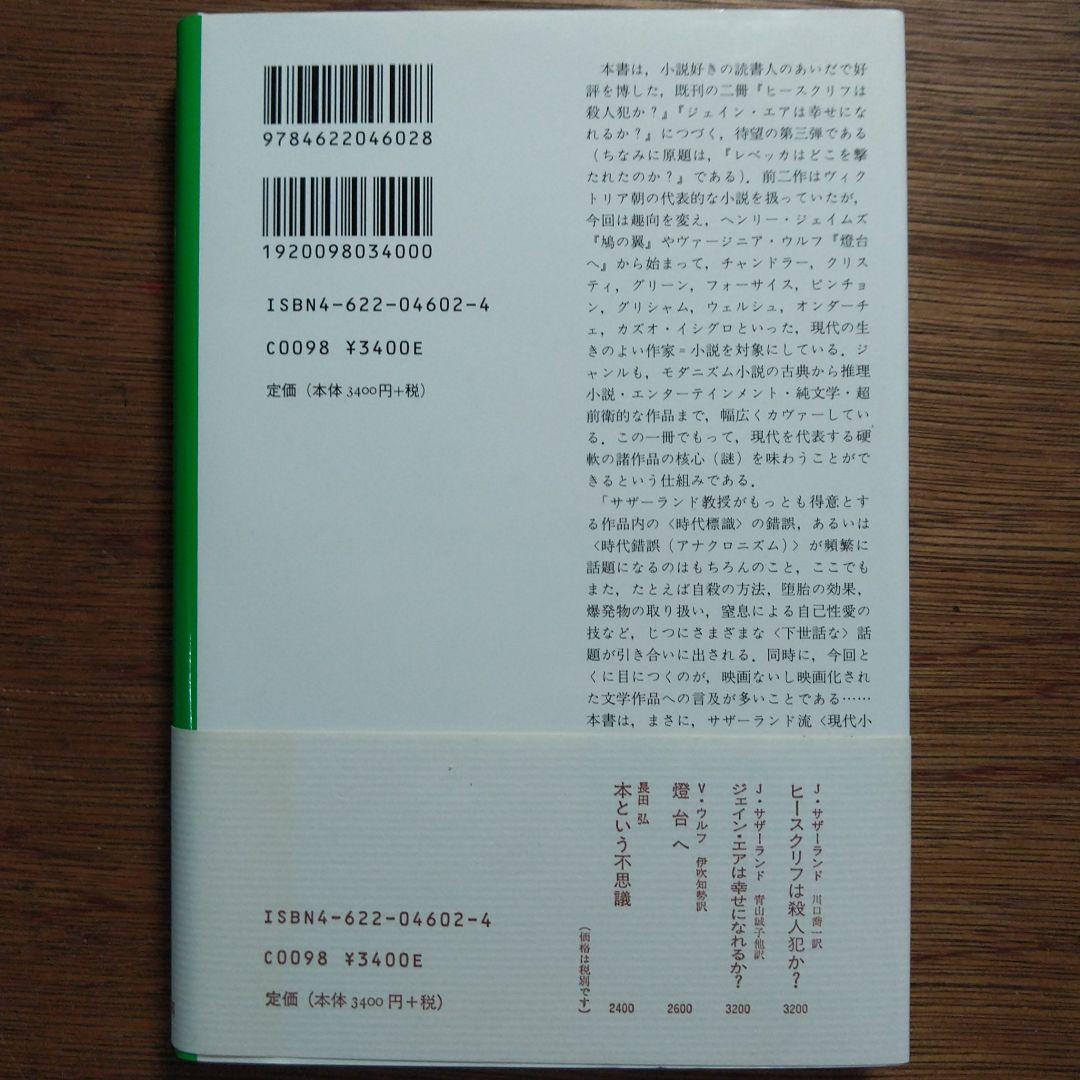 9784622046028
1920098034000
ISBN4-622-04602-4
C0098 ¥3400E
定価（本体3400円+税）
本書は，小説好きの読書人のあいだで好
評を博した，既刊の二冊『ヒースクリフは
殺人犯か？』『ジェイン・エアは幸せにな
れるか？』につづく，待望の第三弾である
（ちなみに原題は，『レベッカはどこを撃
たれたのか？』である）．前二作はヴィク
トリア朝の代表的な小説を扱っていたが，
今回は趣向を変え，ヘンリー・ジェイムズ
『鳩の翼』やヴァージニア・ウルフ『燈台
へ』から始まって，チャンドラー，クリス
ティ，グリーン，フォーサイス，ピンチョ
ン，グリシャム，ウェルシュ，オンダーチ
ェ，カズオ・イシグロといった，現代の生
きのよい作家＝小説を対象にしている．ジ
ャンルも，モダニズム小説の古典から推理
小説・エンターテインメント・純文学・超
前衛的な作品まで，幅広くカヴァーしてい
る．この一冊でもって，現代を代表する硬
軟の諸作品の核心（謎）を味わうことがで
きるという仕組みである．
「サザーランド教授がもっとも得意とす
る作品内の〈時代標識〉の錯誤，あるいは
〈時代錯誤（アナクロニズム）〉が頻繁に
話題になるのはもちろんのこと，ここでも
また，たとえば自殺の方法，堕胎の効果，
爆発物の取り扱い，窒息による自己性愛の
技など，じつにさまざまな〈下世話な〉話
題が引き合いに出される．同時に，今回と
くに目につくのが，映画ないし映画化され
た文学作品への言及が多いことである……
本書は，まさに，サザーランド流〈現代小
J・サザーランド 川口喬一訳
ヒースクリフは殺人犯か？ 3200
J・サザーランド 青山誠子他訳
ジェイン・エアは幸せになれるか？ 3200
V・ウルフ 伊吹知勢訳
燈台へ 2600
長田 弘
本という不思議 2400
（価格は税別です）
ISBN4-622-04602-4
C0098 ¥3400E
定価（本体3400円+税）